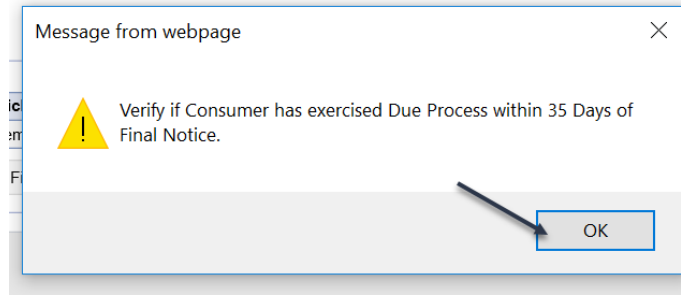 Message from webpage
Verify if Consumer has exercised Due Process within 35 Days of
Final Notice.
OK